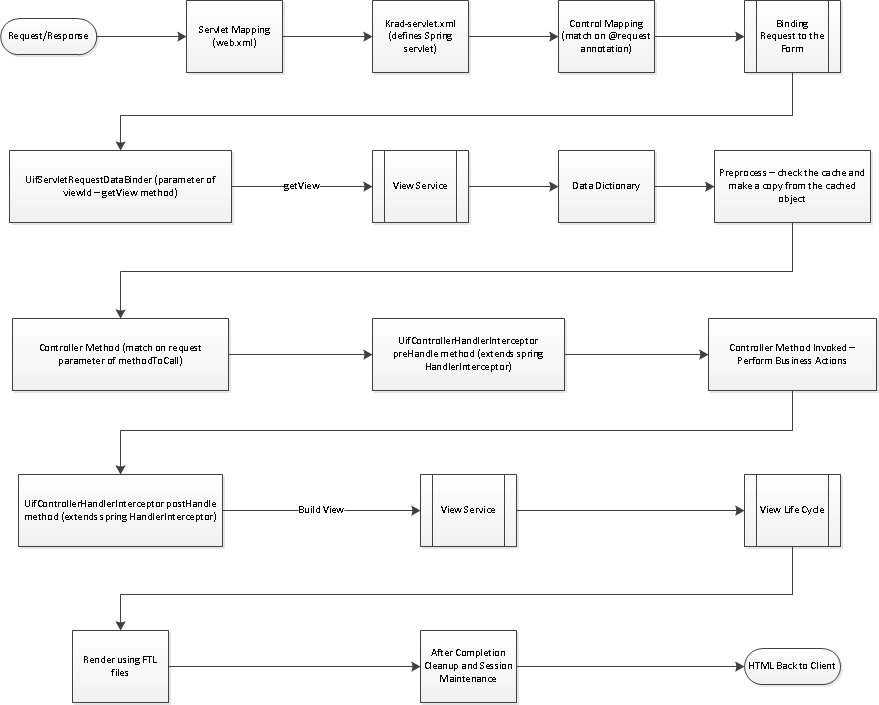 Request/Response
Servlet Mapping
(web.xml)
Krad-servlet.xml
(defines Spring
servlet)
Control Mapping
(match on @request
annotation)
Binding
Request to the
Form
UifServletRequestDataBinder (parameter of
viewId – getView method)
getView
View Service
Data Dictionary
Preprocess – check the cache and
make a copy from the cached
object
Controller Method (match on request
parameter of methodToCall)
UifControllerHandlerInterceptor
preHandle method (extends spring
HandlerInterceptor)
Controller Method Invoked –
Perform Business Actions
UifControllerHandlerInterceptor postHandle
method (extends spring HandlerInterceptor)
Build View
View Service
View Life Cycle
Render using FTL
files
After Completion
Cleanup and Session
Maintenance
HTML Back to Client